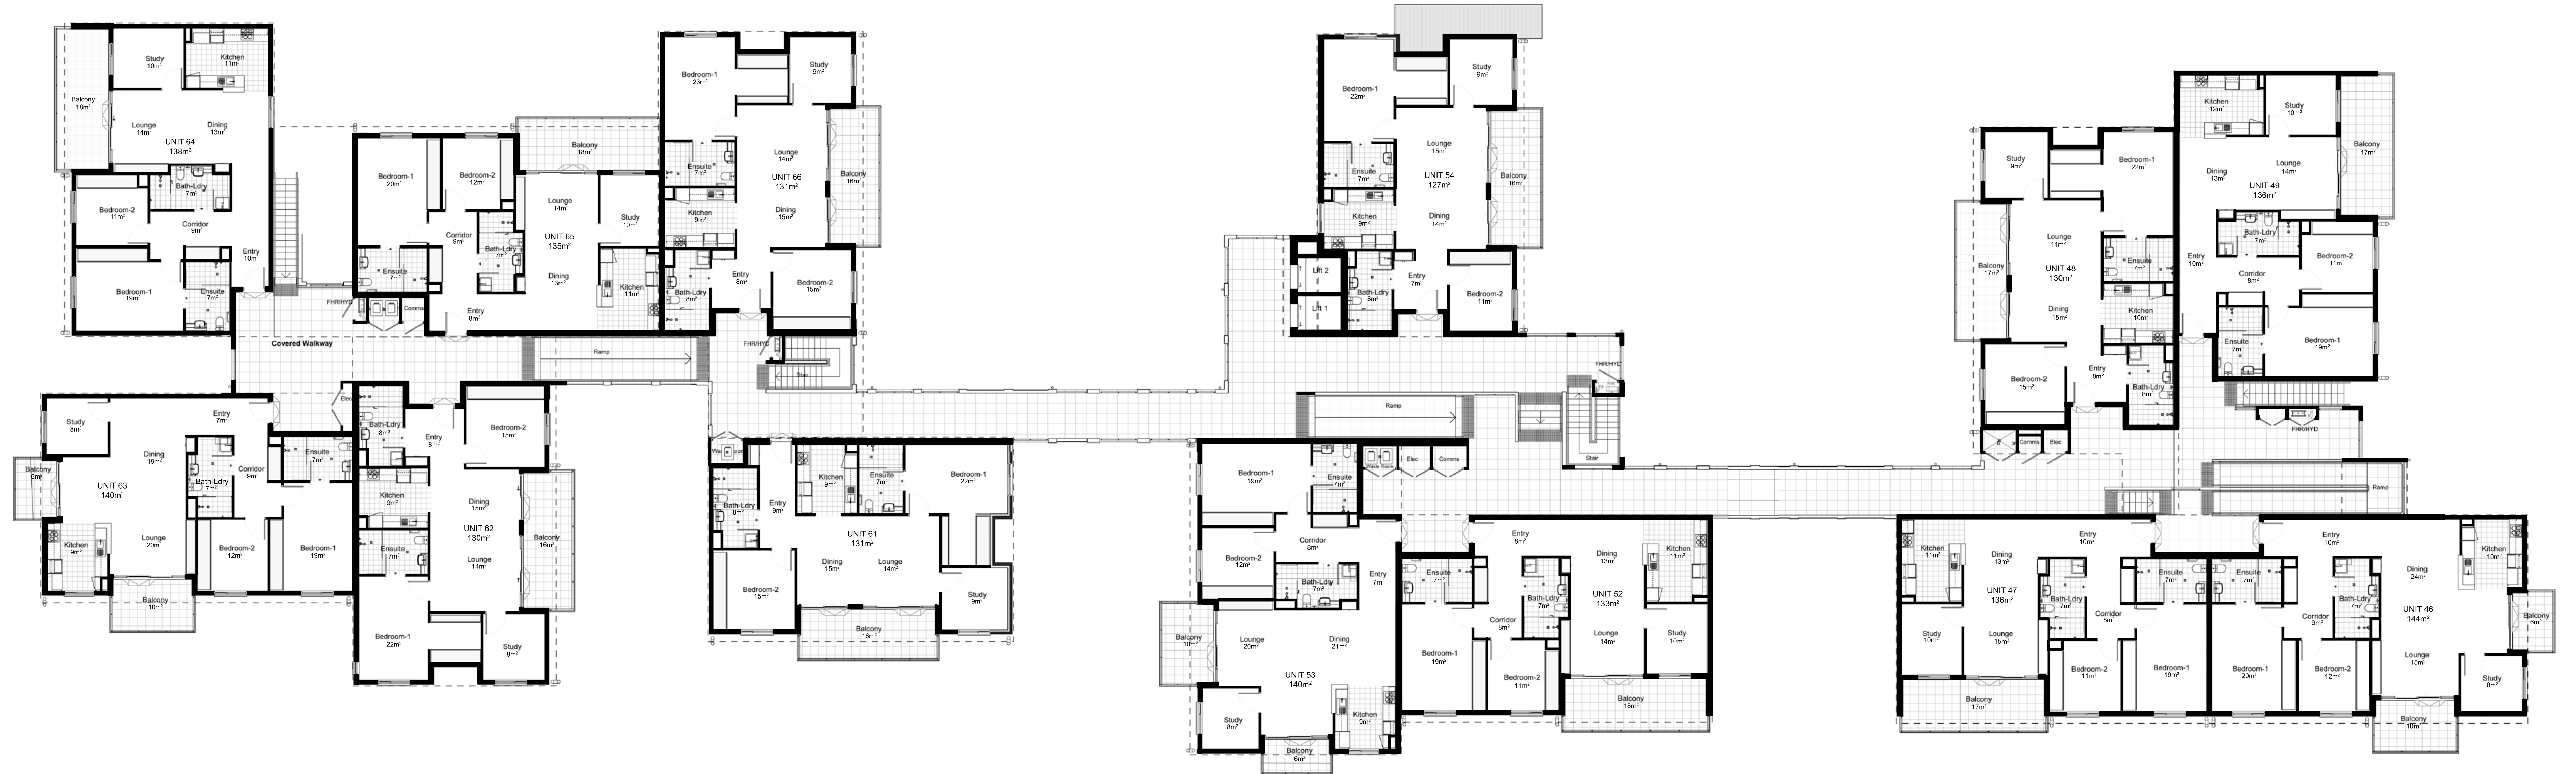 Study
10m²
Kitchen
11m²
Balcony
18m²
Lounge
14m²
Dining
13m²
UNIT 64
138m²
Bath-Ldry
7m²
Bedroom-2
11m²
Corridor
9m²
Entry
10m²
Bedroom-1
19m²
Ensuite
7m²
Bedroom-1
20m²
Bedroom-2
12m²
Balcony
18m²
Lounge
14m²
Study
10m²
Corridor
9m²
UNIT 65
135m²
Bath-Ldry
7m²
Ensuite
7m²
Dining
13m²
Kitchen
11m²
Entry
8m²
FHR/HYD
Comms
Bedroom-1
23m²
Study
9m²
Lounge
14m²
Ensuite
7m²
UNIT 66
131m²
Balcony
16m²
Kitchen
9m²
Dining
15m²
Entry
8m²
Bath-Ldry
8m²
Bedroom-2
15m²
Covered Walkway
Ramp
FHR/HYD
Stair
Study
8m²
Entry
7m²
Elec
Dining
19m²
Balcony
6m²
UNIT 63
140m²
Bath-Ldry
7m²
Corridor
9m²
Ensuite
7m²
Kitchen
9m²
Lounge
20m²
Bedroom-2
12m²
Bedroom-1
19m²
Balcony
10m²
Bath-Ldry
8m²
Entry
8m²
Bedroom-2
15m²
Kitchen
9m²
Dining
15m²
UNIT 62
130m²
Balcony
16m²
Ensuite
7m²
Lounge
14m²
Bedroom-1
22m²
Study
9m²
Bath-Ldry
8m²
Entry
9m²
Kitchen
9m²
Ensuite
7m²
Bedroom-1
22m²
UNIT 61
131m²
Dining
15m²
Lounge
14m²
Bedroom-2
15m²
Study
9m²
Balcony
16m²
Bedroom-1
22m²
Study
9m²
Lounge
15m²
Ensuite
7m²
UNIT 54
127m²
Balcony
16m²
Kitchen
9m²
Dining
14m²
Lift 2
Lift 1
Entry
7m²
Bath-Ldry
8m²
Bedroom-2
11m²
FHR/HYD
Ramp
Stair
Bedroom-1
19m²
Ensuite
7m²
Waste Room
Elec
Comms
Corridor
8m²
Bedroom-2
12m²
Bath-Ldry
7m²
Entry
7m²
Balcony
10m²
Lounge
20m²
Dining
21m²
UNIT 53
140m²
Study
8m²
Kitchen
9m²
Balcony
6m²
Entry
8m²
Dining
13m²
Kitchen
11m²
Ensuite
7m²
Bath-Ldry
7m²
UNIT 52
133m²
Corridor
8m²
Lounge
14m²
Study
10m²
Bedroom-1
19m²
Bedroom-2
11m²
Balcony
18m²
Study
9m²
Bedroom-1
22m²
Lounge
14m²
Balcony
17m²
UNIT 48
130m²
Ensuite
7m²
Dining
15m²
Kitchen
10m²
Bedroom-2
15m²
Entry
8m²
Bath-Ldry
8m²
Comms
Elec
Kitchen
12m²
Study
10m²
Balcony
17m²
Lounge
14m²
Dining
13m²
UNIT 49
136m²
Bath-Ldry
7m²
Entry
10m²
Bedroom-2
11m²
Corridor
8m²
Ensuite
7m²
Bedroom-1
19m²
FHR/HYD
Ramp
Kitchen
11m²
Dining
13m²
Entry
10m²
UNIT 47
136m²
Bath-Ldry
7m²
Ensuite
7m²
Corridor
8m²
Study
10m²
Lounge
15m²
Bedroom-2
11m²
Bedroom-1
19m²
Balcony
17m²
Entry
10m²
Kitchen
10m²
Dining
24m²
Ensuite
7m²
Bath-Ldry
7m²
Corridor
9m²
UNIT 46
144m²
Balcony
6m²
Bedroom-1
20m²
Bedroom-2
12m²
Lounge
15m²
Study
8m²
Balcony
10m²